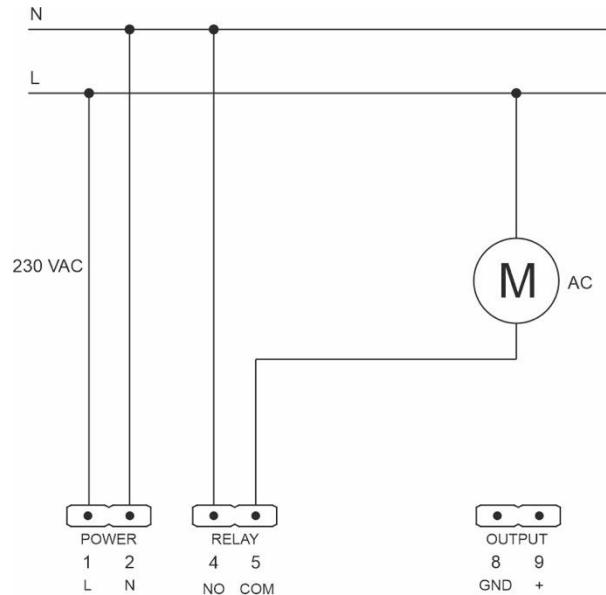 N
L
230 VAC
M
AC
POWER RELAY OUTPUT
1 2 4 5 8 9
L N NO COM GND +